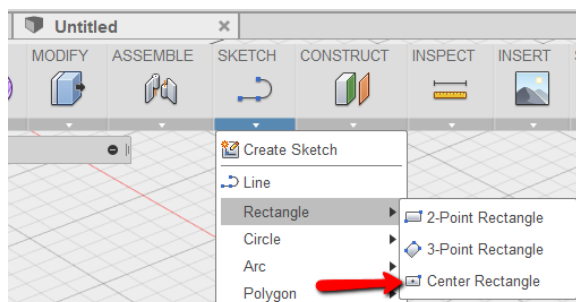 Untitled
MODIFY ASSEMBLE SKETCH CONSTRUCT INSPECT INSERT
Create Sketch
Line
Rectangle
2-Point Rectangle
Circle
3-Point Rectangle
Arc
Center Rectangle
Polygon